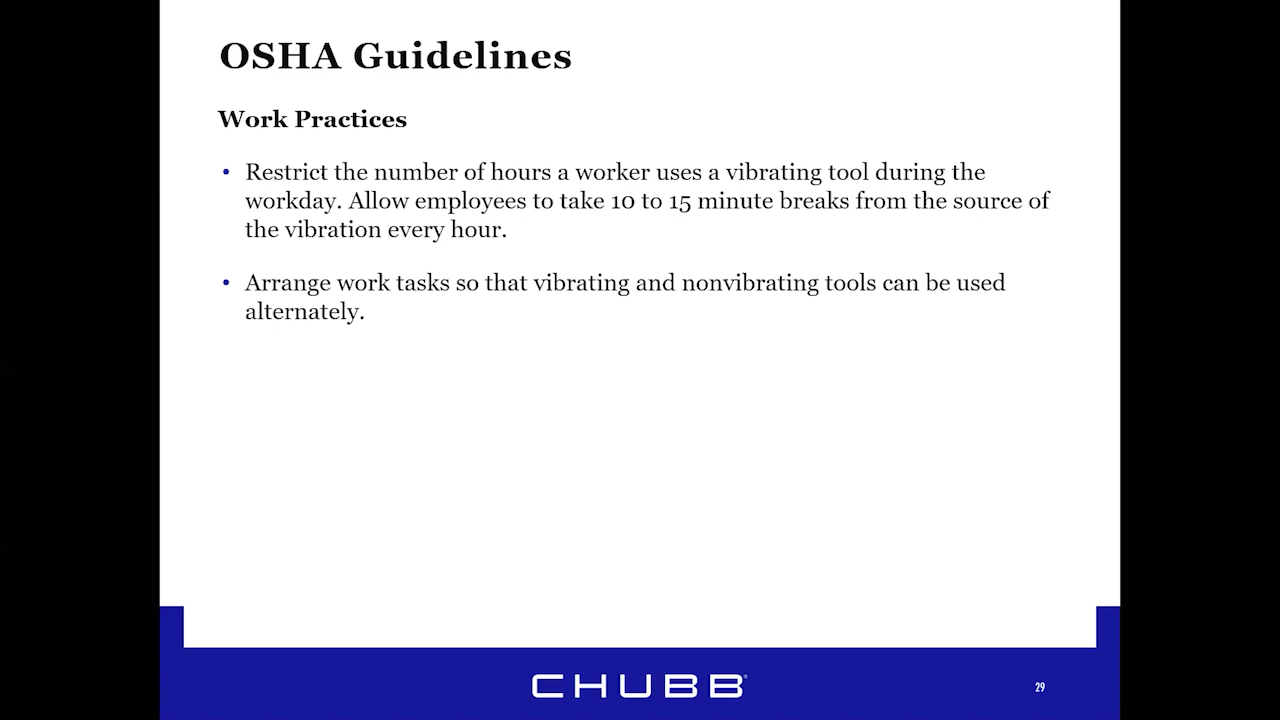 OSHA Guidelines
Work Practices
• Restrict the number of hours a worker uses a vibrating tool during the
workday. Allow employees to take 10 to 15 minute breaks from the source of
the vibration every hour.
• Arrange work tasks so that vibrating and nonvibrating tools can be used
alternately.
CHUBB®
29